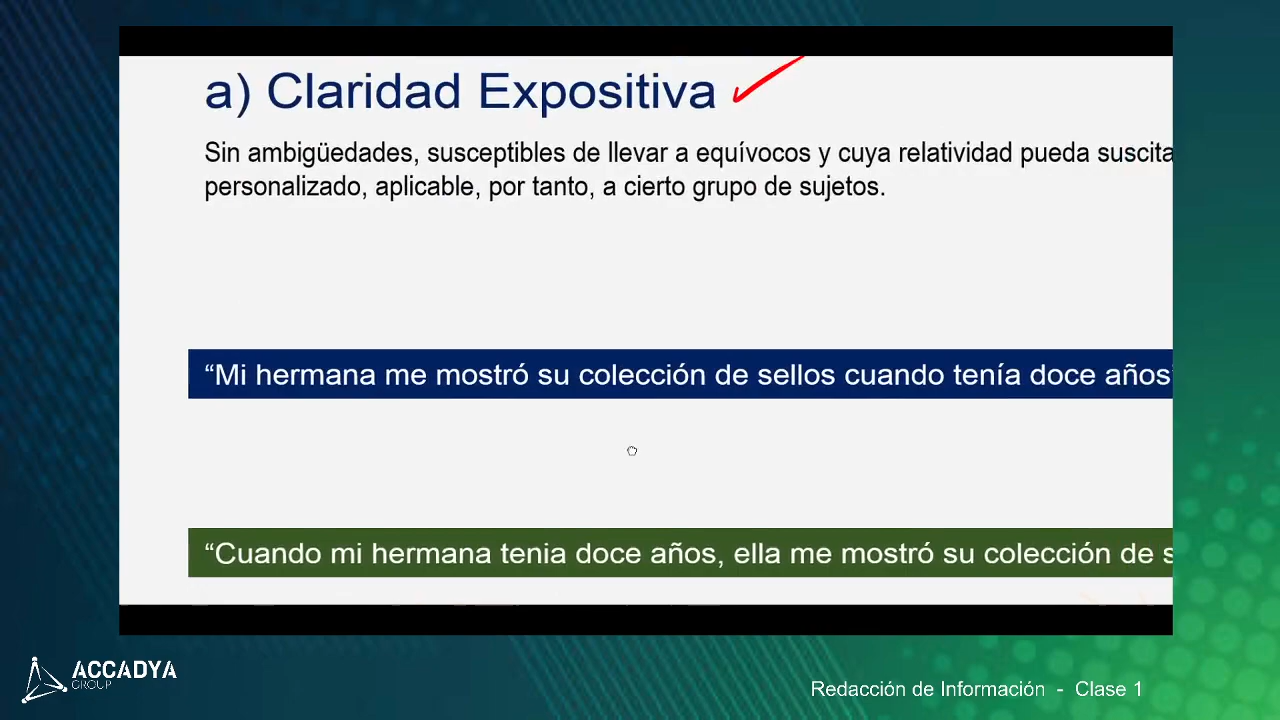 a) Claridad Expositiva
Sin ambigüedades, susceptibles de llevar a equívocos y cuya relatividad pueda suscita
personalizado, aplicable, por tanto, a cierto grupo de sujetos.
“Mi hermana me mostró su colección de sellos cuando tenía doce años”
“Cuando mi hermana tenia doce años, ella me mostró su colección de s
ACCADYA
GROUP
Redacción de Información - Clase 1